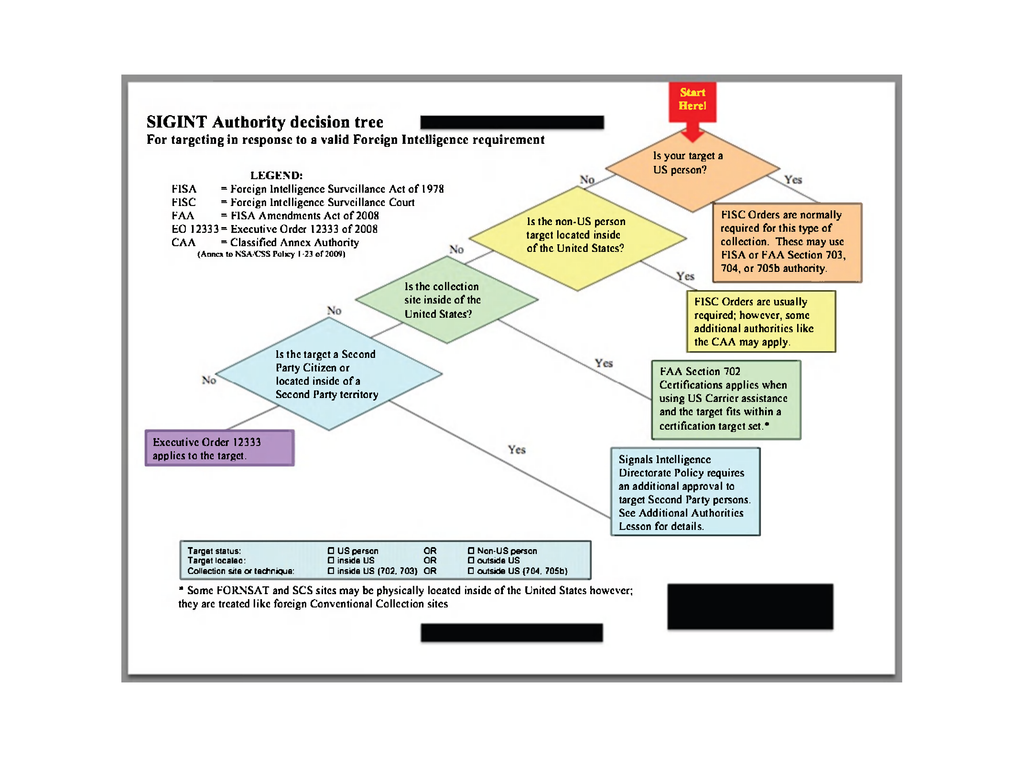 Start
Here!
SIGINT Authority decision tree
For targeting in response to a valid Foreign Intelligence requirement
LEGEND:
FISA = Foreign Intelligence Surveillance Act of 1978
FISC = Foreign Intelligence Surveillance Court
FAA = FISA Amendments Act of 2008
EO 12333 = Executive Order 12333 of 2008
CAA = Classified Annex Authority
(Annex to NSA/CSS Policy 1-23 of 2009)
Is your target a
US person?
No
Yes
FISC Orders are normally
required for this type of
collection. These may use
FISA or FAA Section 703,
704, or 705b authority.
Is the non-US person
target located inside
of the United States?
No
Yes
FISC Orders are usually
required; however, some
additional authorities like
the CAA may apply.
Is the collection
site inside of the
United States?
No
Yes
FAA Section 702
Certifications applies when
using US Carrier assistance
and the target fits within a
certification target set.*
Is the target a Second
Party Citizen or
located inside of a
Second Party territory
No
Yes
Executive Order 12333
applies to the target.
Signals Intelligence
Directorate Policy requires
an additional approval to
target Second Party persons.
See Additional Authorities
Lesson for details.
Target status: ☐ US person OR ☐ Non-US person
Target located: ☐ inside US OR ☐ outside US
Collection site or technique: ☐ inside US (702, 703) OR ☐ outside US (704, 705b)
* Some FORNSAT and SCS sites may be physically located inside of the United States however;
they are treated like foreign Conventional Collection sites